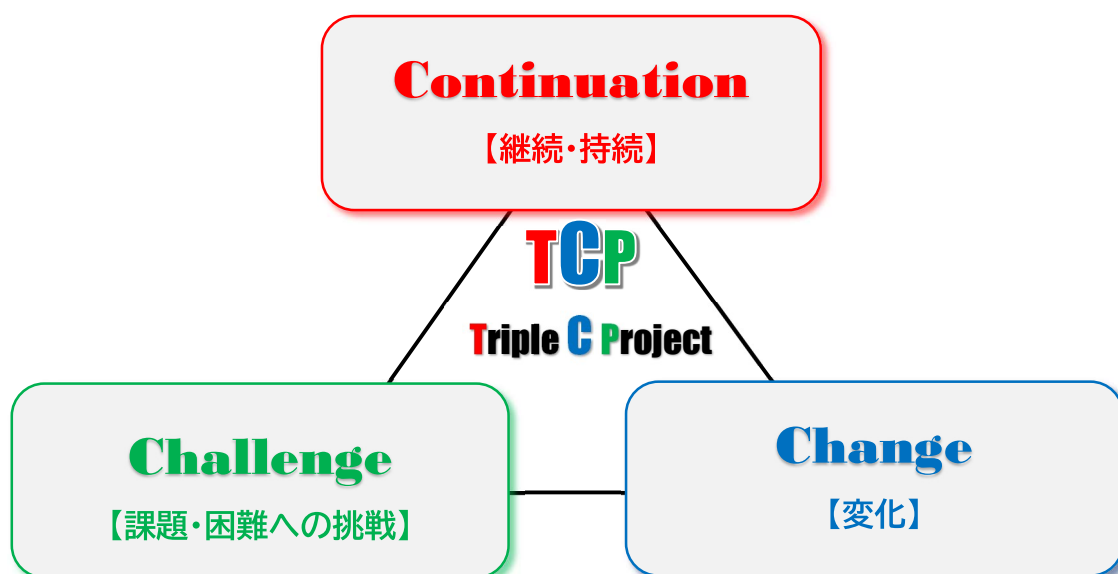 Continuation
【継続・持続】
TCP
Triple C Project
Challenge
【課題・困難への挑戦】
Change
【変化】